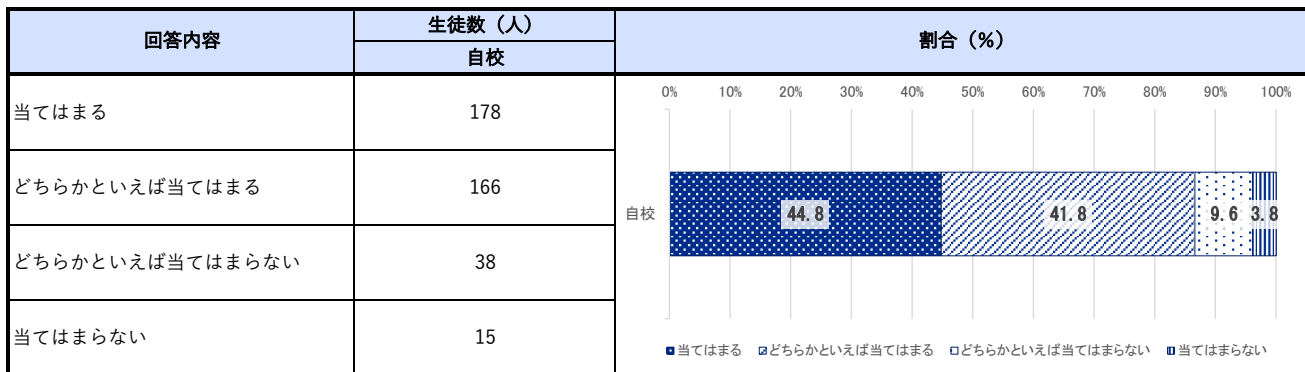 回答内容
生徒数（人）
自校
割合（%）
当てはまる 178
どちらかといえば当てはまる 166
どちらかといえば当てはまらない 38
当てはまらない 15
0% 10% 20% 30% 40% 50% 60% 70% 80% 90% 100%
自校 44.8 41.8 9.6 3.8
当てはまる どちらかといえば当てはまる どちらかといえば当てはまらない 当てはまらない